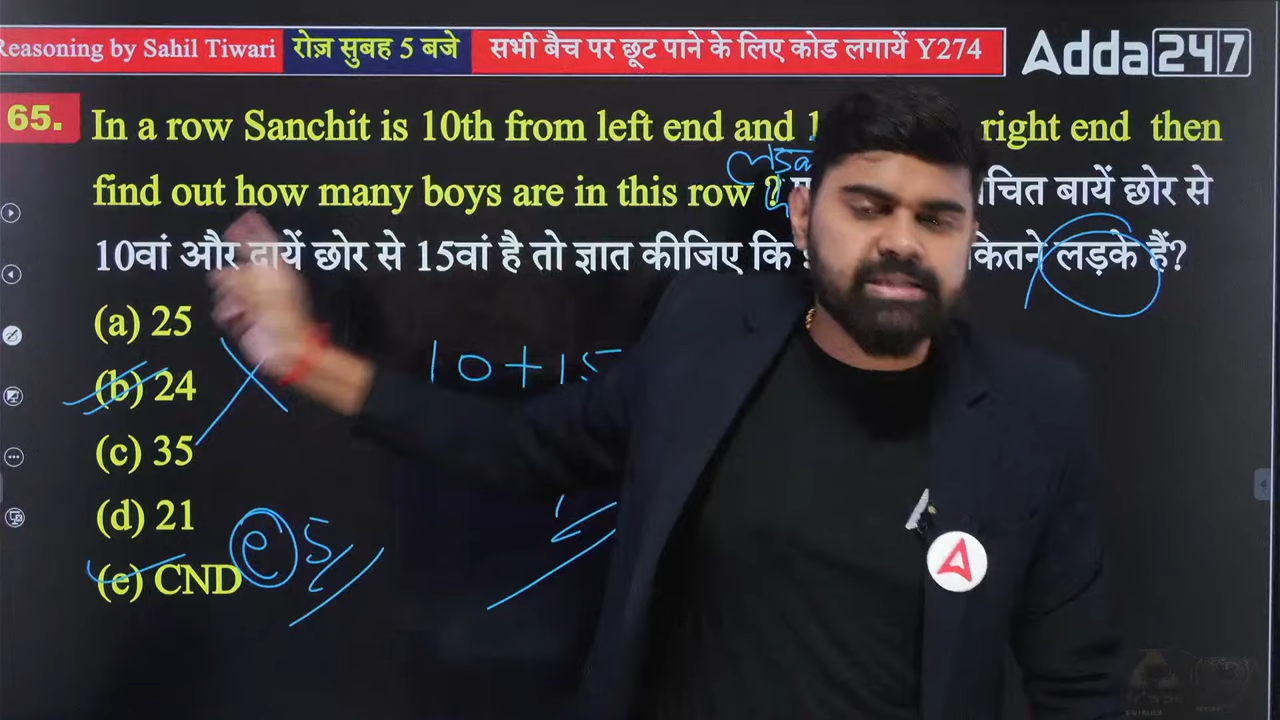 Reasoning by Sahil Tiwari रोज़ सुबह 5 बजे सभी बैच पर छूट पाने के लिए कोड लगायें Y274 Adda247
65. In a row Sanchit is 10th from left end and right end then
find out how many boys are in this row ? बायें छोर से
10वां और दायें छोर से 15वां है तो ज्ञात कीजिए कि कितने लड़के हैं?
(a) 25
10+15
(b) 24
(c) 35
(d) 21
(e) CND
e 5